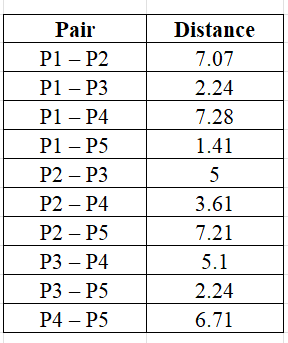 Pair Distance
P1 – P2 7.07
P1 – P3 2.24
P1 – P4 7.28
P1 – P5 1.41
P2 – P3 5
P2 – P4 3.61
P2 – P5 7.21
P3 – P4 5.1
P3 – P5 2.24
P4 – P5 6.71